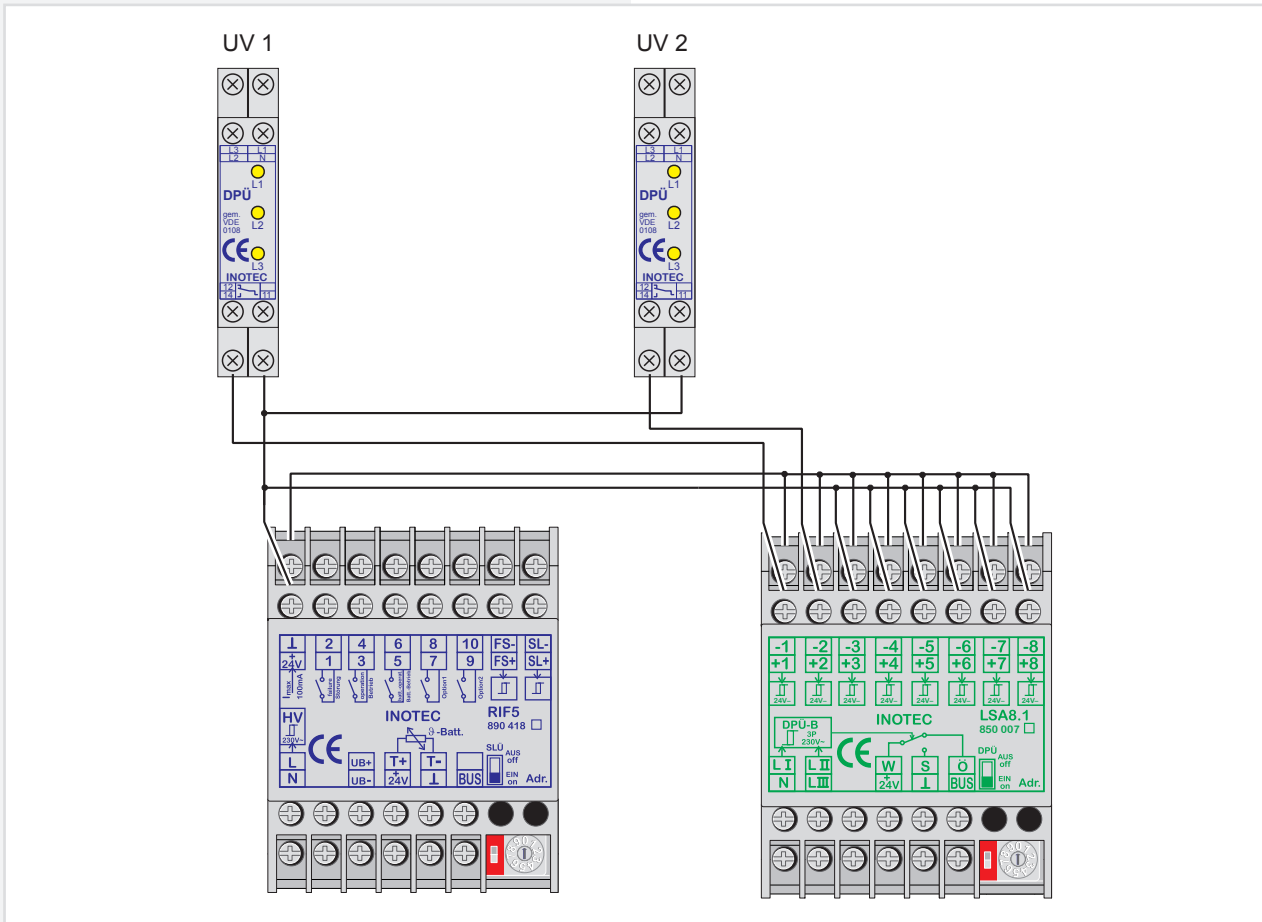 UV 1
UV 2
L3 L1
L2 N
L1
DPÜ
gem.
VDE
0108
L2
CE
L3
INOTEC
12
14 11
L3 L1
L2 N
L1
DPÜ
gem.
VDE
0108
L2
CE
L3
INOTEC
12
14 11
⊥ 2 4 6 8 10 FS- SL-
+24V 1 3 5 7 9 FS+ SL+
Imax 100mA
failure
Störung
operation
Betrieb
batt. operat.
Batt.-Betrieb
Option1
Option2
HV
230V~
INOTEC
RIF5
890 418
CE
ϑ-Batt.
SLÜ
AUS
off
L UB+ T+ T-
N UB- +24V ⊥ BUS
EIN
on
Adr.
-1 -2 -3 -4 -5 -6 -7 -8
+1 +2 +3 +4 +5 +6 +7 +8
24V~ 24V~ 24V~ 24V~ 24V~ 24V~ 24V~ 24V~
DPÜ-B
3P
230V~
INOTEC
LSA8.1
850 007
CE
DPÜ
AUS
off
L I L II W S Ö
N L III +24V ⊥ BUS
EIN
on
Adr.